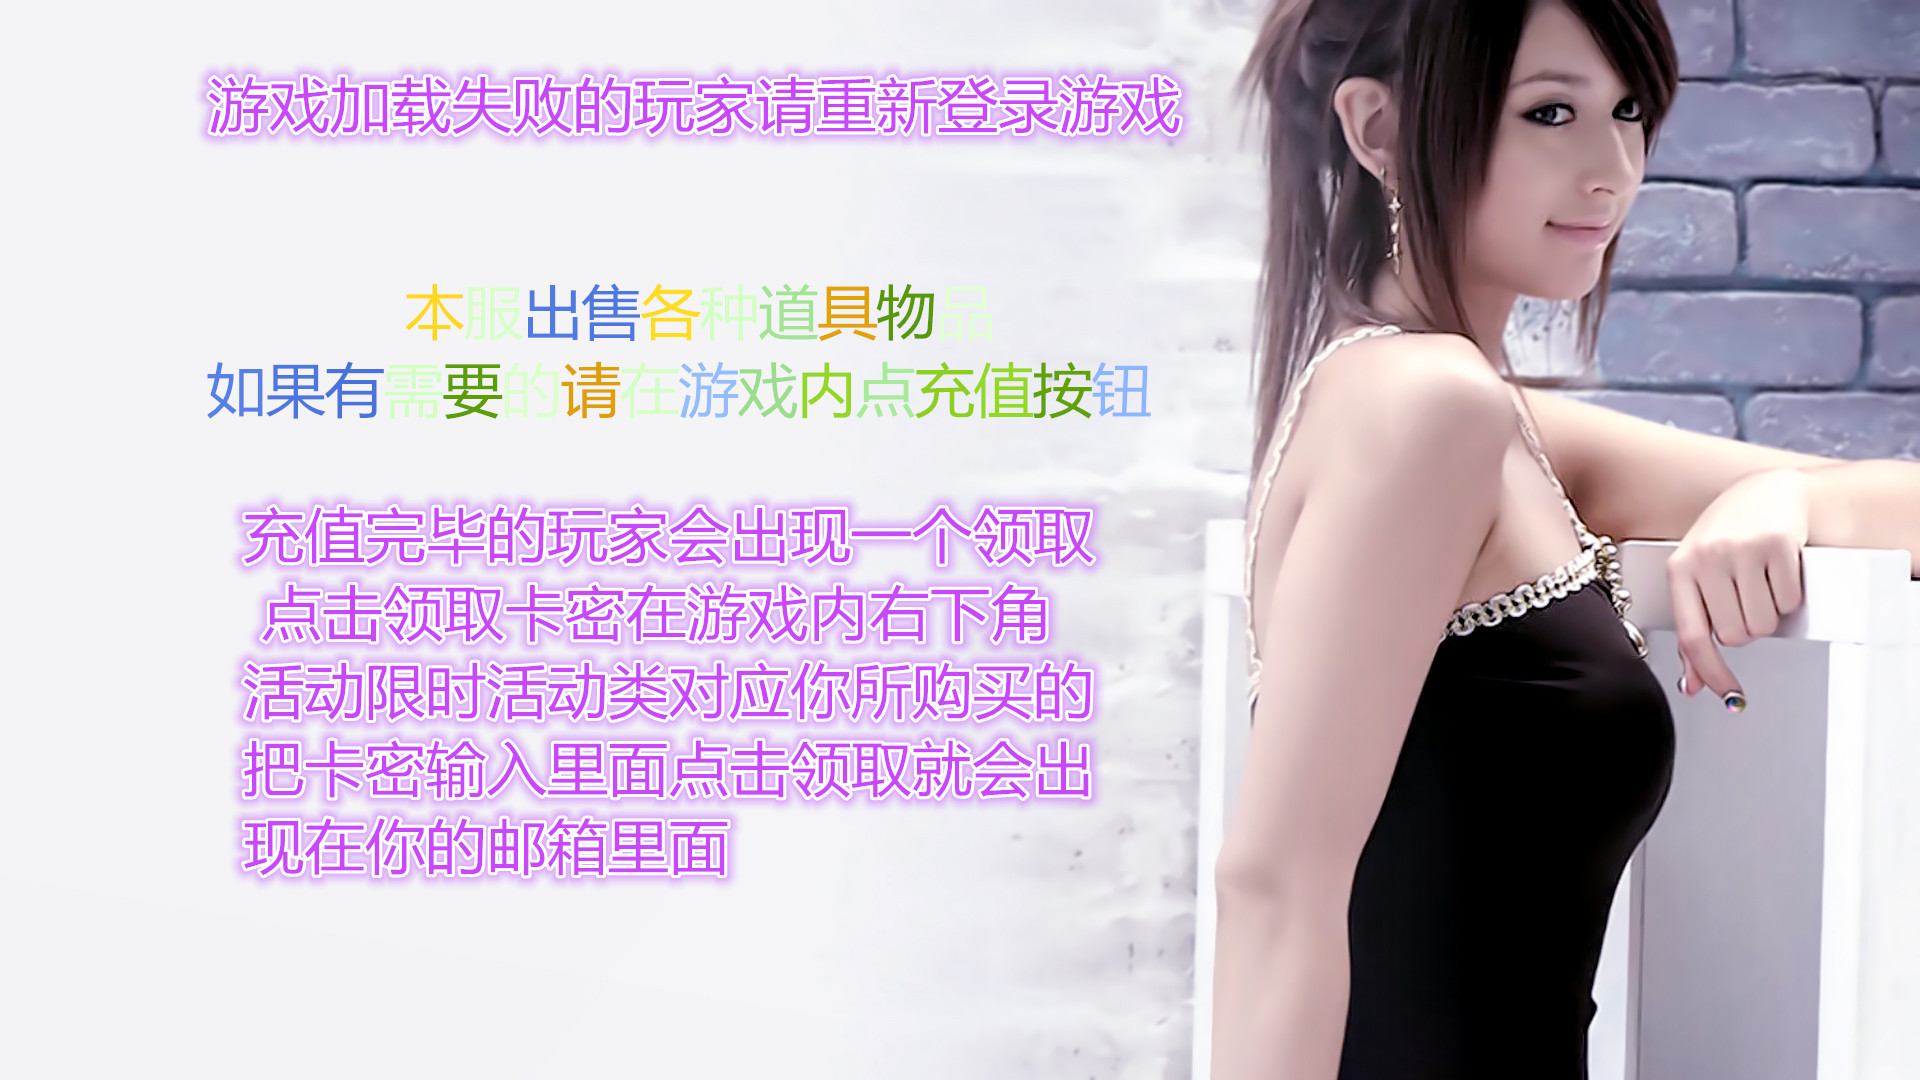 游戏加载失败的玩家请重新登录游戏
本服出售各种道具物品
如果有需要的请在游戏内点充值按钮
充值完毕的玩家会出现一个领取
点击领取卡密在游戏内右下角
活动限时活动类对应你所购买的
把卡密输入里面点击领取就会出
现在你的邮箱里面